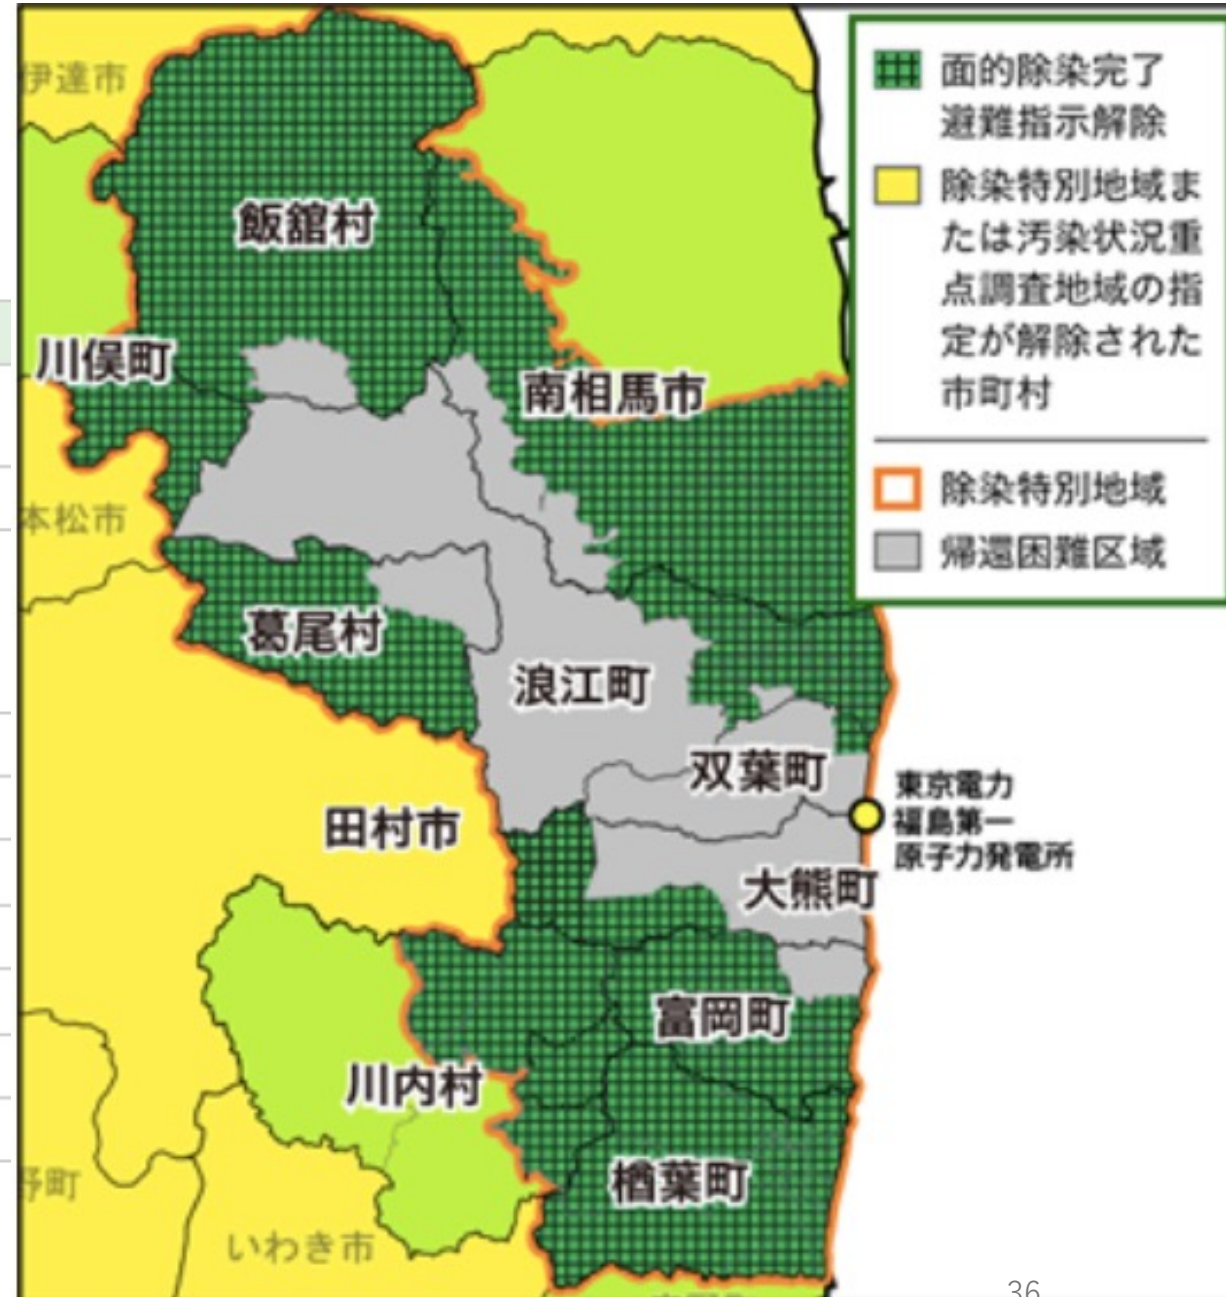 伊達市
飯舘村
川俣町
南相馬市
本松市
葛尾村
浪江町
双葉町
田村市
大熊町
富岡町
川内村
楢葉町
野町
いわき市
東京電力
福島第一
原子力発電所
面的除染完了
避難指示解除
除染特別地域ま
たは汚染状況重
点調査地域の指
定が解除された
市町村
除染特別地域
帰還困難区域
36